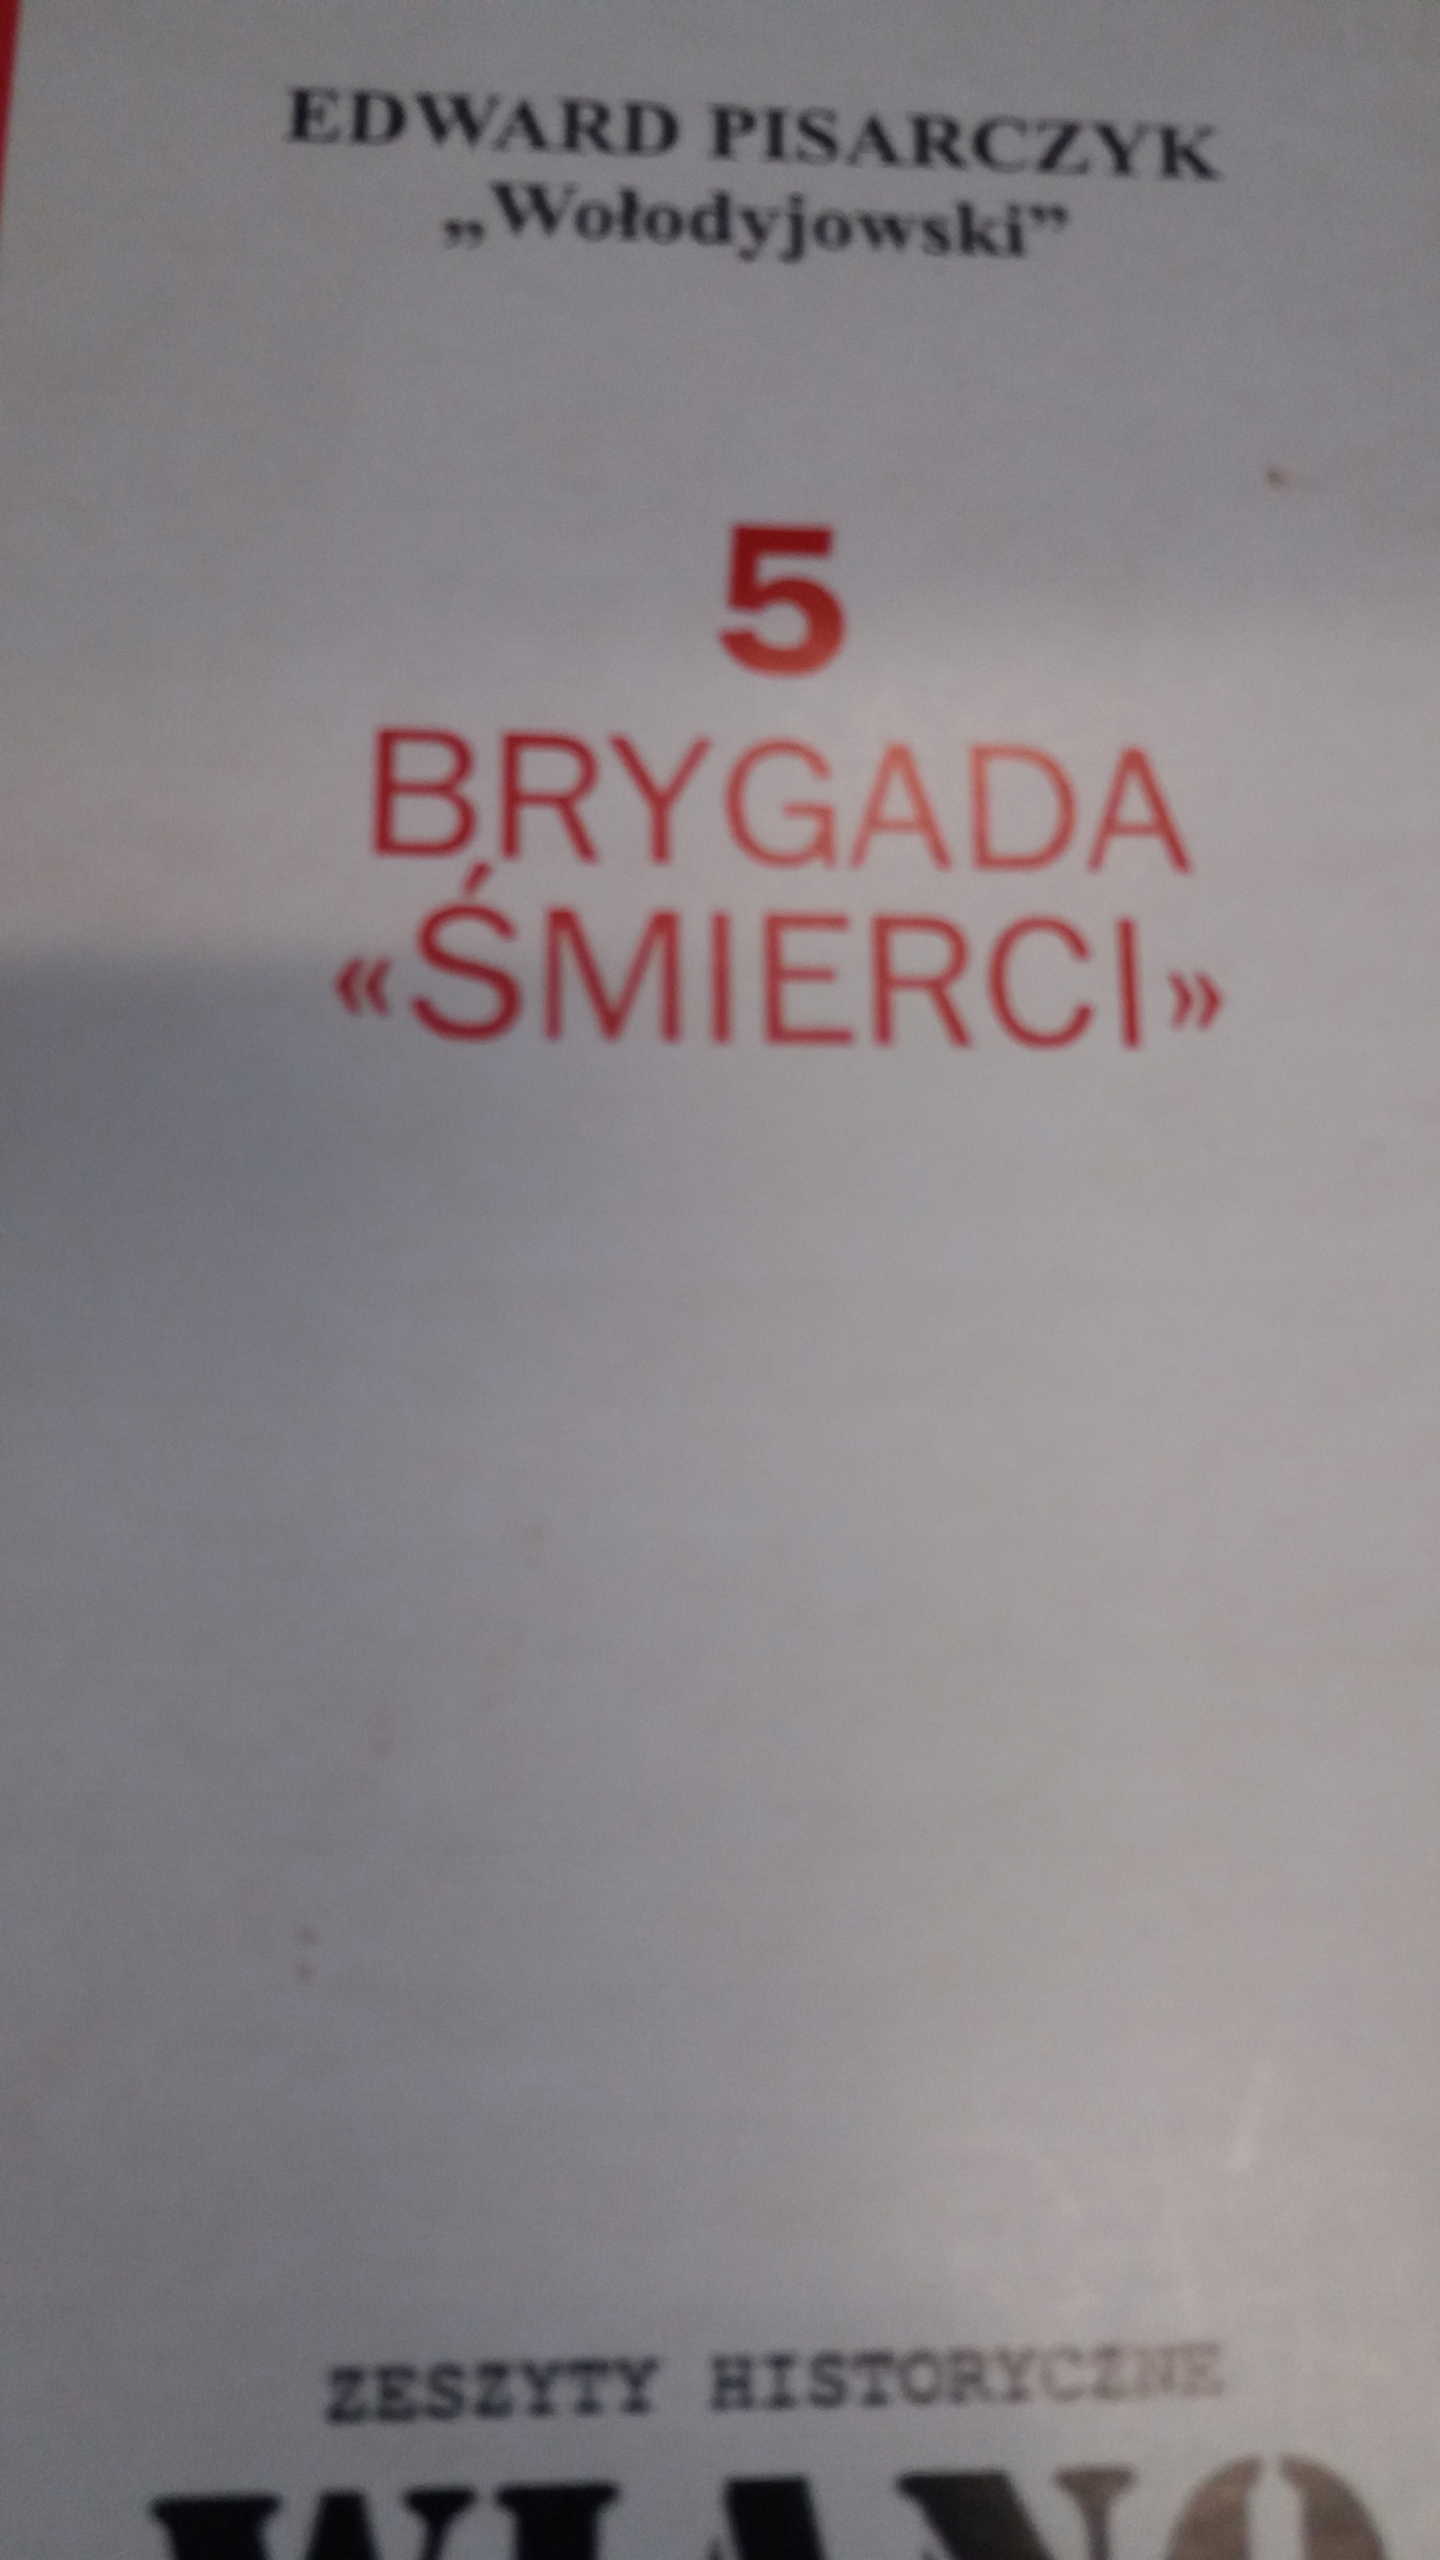 EDWARD PISARCZYK
„Wołodyjowski”
5
BRYGADA
«ŚMIERCI»
ZESZYTY HISTORYCZNE